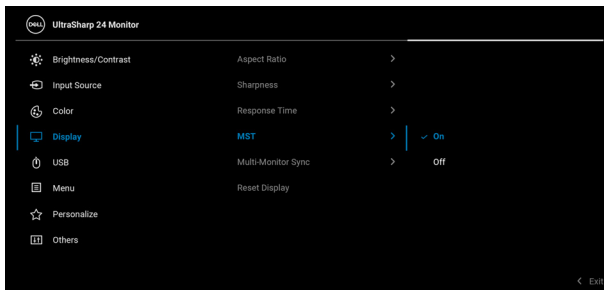 DELL UltraSharp 24 Monitor
Brightness/Contrast Aspect Ratio
Input Source Sharpness
Color Response Time
Display MST On
USB Multi-Monitor Sync Off
Menu Reset Display
Personalize
Others
Exit